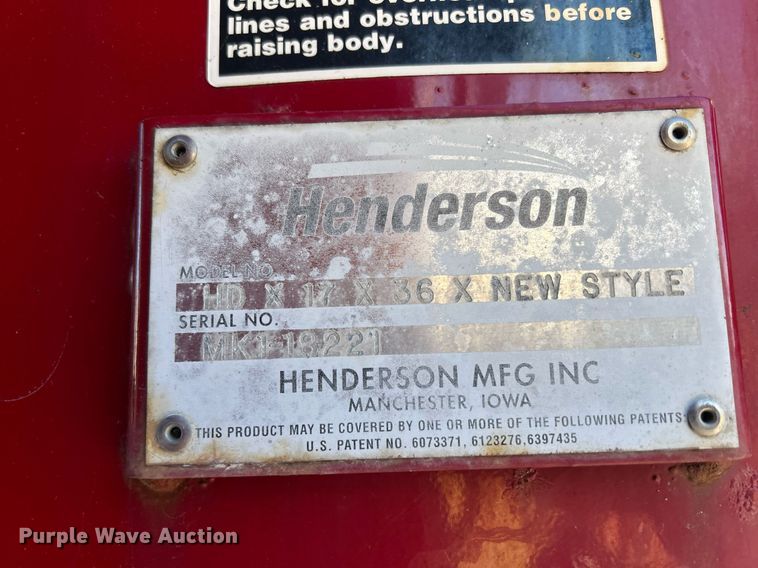 Check for
lines and obstructions before
raising body.
Henderson
MODEL NO.
HD X 17 X 36 X NEW STYLE
SERIAL NO.
MK1-19221
HENDERSON MFG INC
MANCHESTER, IOWA
THIS PRODUCT MAY BE COVERED BY ONE OR MORE OF THE FOLLOWING PATENTS
U.S. PATENT NO. 6073371, 6123276,6397435
Purple Wave Auction